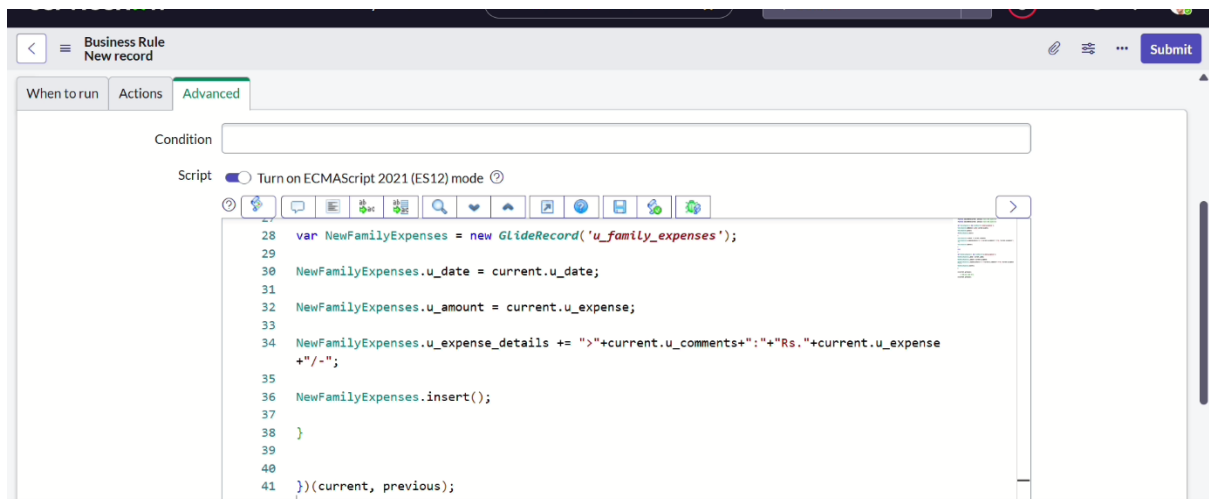 Business Rule
New record
Submit
When to run
Actions
Advanced
Condition
Script
Turn on ECMAScript 2021 (ES12) mode
27
28 var NewFamilyExpenses = new GlideRecord('u_family_expenses');
29
30 NewFamilyExpenses.u_date = current.u_date;
31
32 NewFamilyExpenses.u_amount = current.u_expense;
33
34 NewFamilyExpenses.u_expense_details += ">"+current.u_comments+":"+"Rs."+current.u_expense
+"/-";
35
36 NewFamilyExpenses.insert();
37
38 }
39
40
41 })(current, previous);